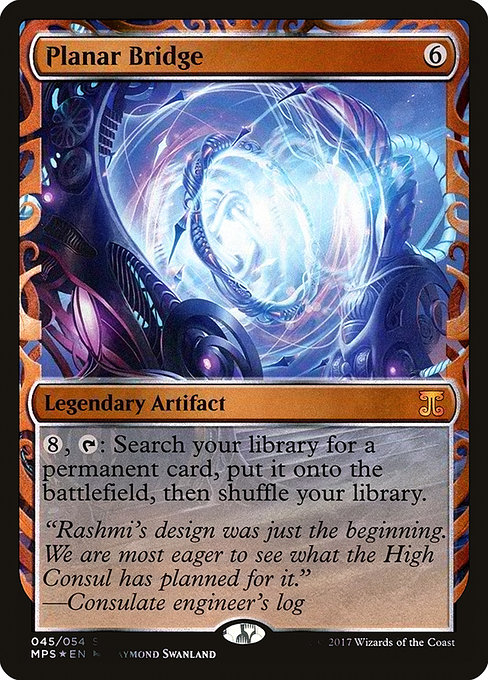 Planar Bridge 6
Legendary Artifact
8, : Search your library for a
permanent card, put it onto the
battlefield, then shuffle your library.
“Rashmi’s design was just the beginning.
We are most eager to see what the High
Consul has planned for it.”
—Consulate engineer’s log
045/054 S
MPS★EN RAYMOND SWANLAND
2017 Wizards of the Coast